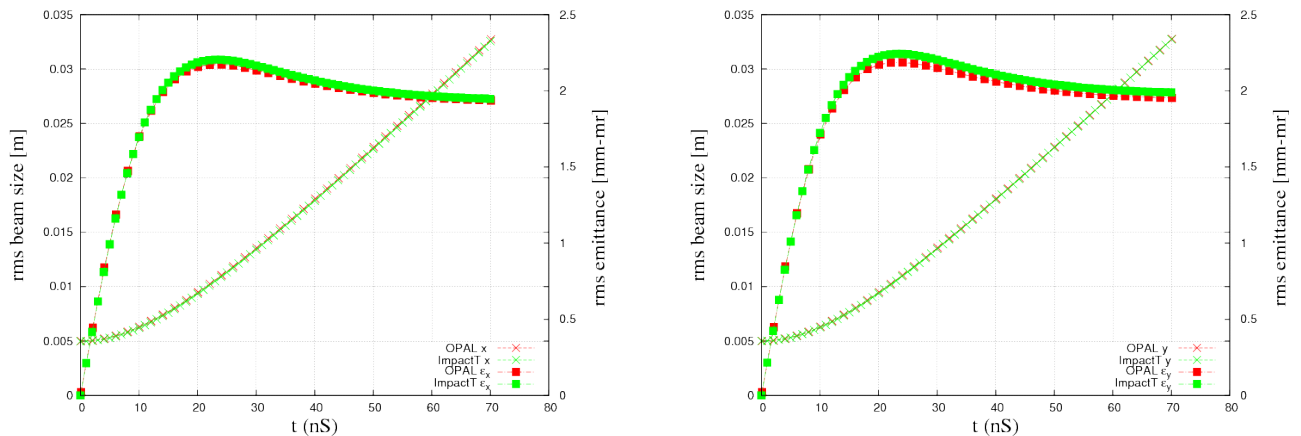 0.035
0.03
0.025
0.02
0.015
0.01
0.005
0
rms beam size [m]
2.5
2
1.5
1
0.5
0
rms emittance [mm-mr]
OPAL x
ImpactT x
OPAL εx
ImpactT εx
0 10 20 30 40 50 60 70 80
t (nS)
0.035
0.03
0.025
0.02
0.015
0.01
0.005
0
rms beam size [m]
2.5
2
1.5
1
0.5
0
rms emittance [mm-mr]
OPAL y
ImpactT y
OPAL εy
ImpactT εy
0 10 20 30 40 50 60 70 80
t (nS)